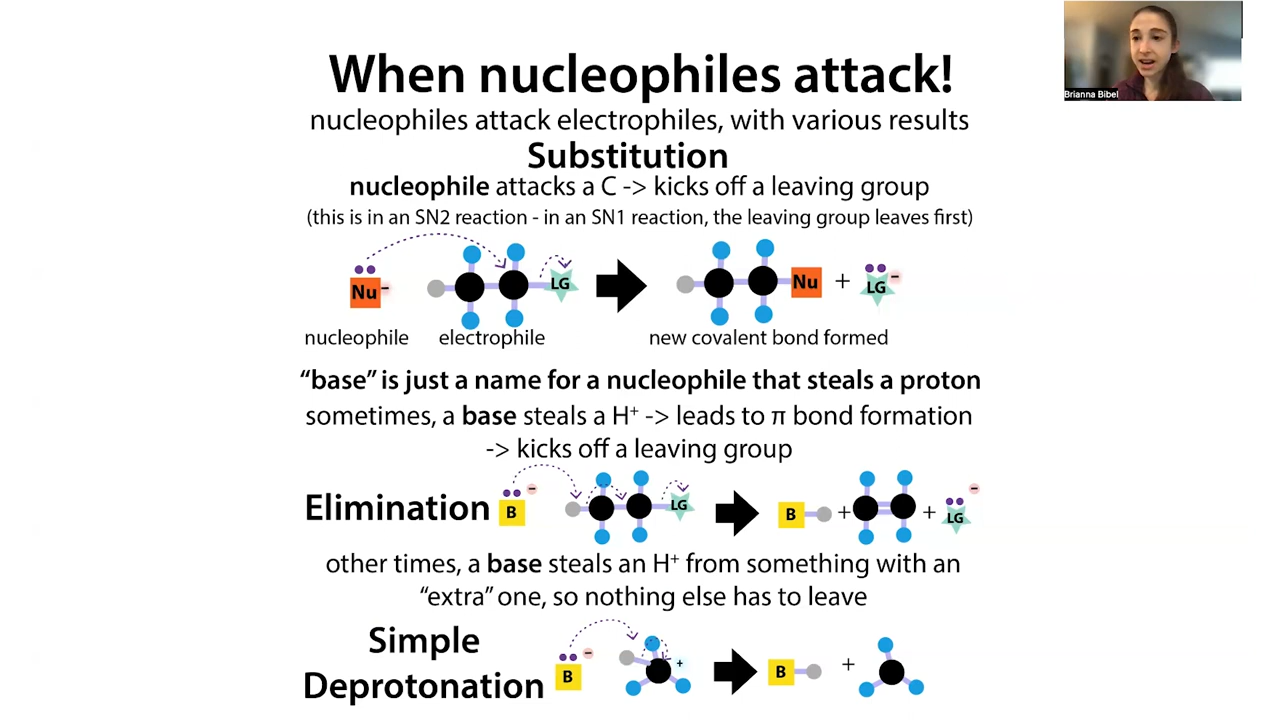 When nucleophiles attack!
Brianna Bibel
nucleophiles attack electrophiles, with various results
Substitution
nucleophile attacks a C -> kicks off a leaving group
(this is in an SN2 reaction - in an SN1 reaction, the leaving group leaves first)
Nu − LG Nu + LG −
nucleophile electrophile new covalent bond formed
“base” is just a name for a nucleophile that steals a proton
sometimes, a base steals a H⁺ -> leads to π bond formation
-> kicks off a leaving group
Elimination B − LG B + + LG −
other times, a base steals an H⁺ from something with an
“extra” one, so nothing else has to leave
Simple
Deprotonation B − + B +